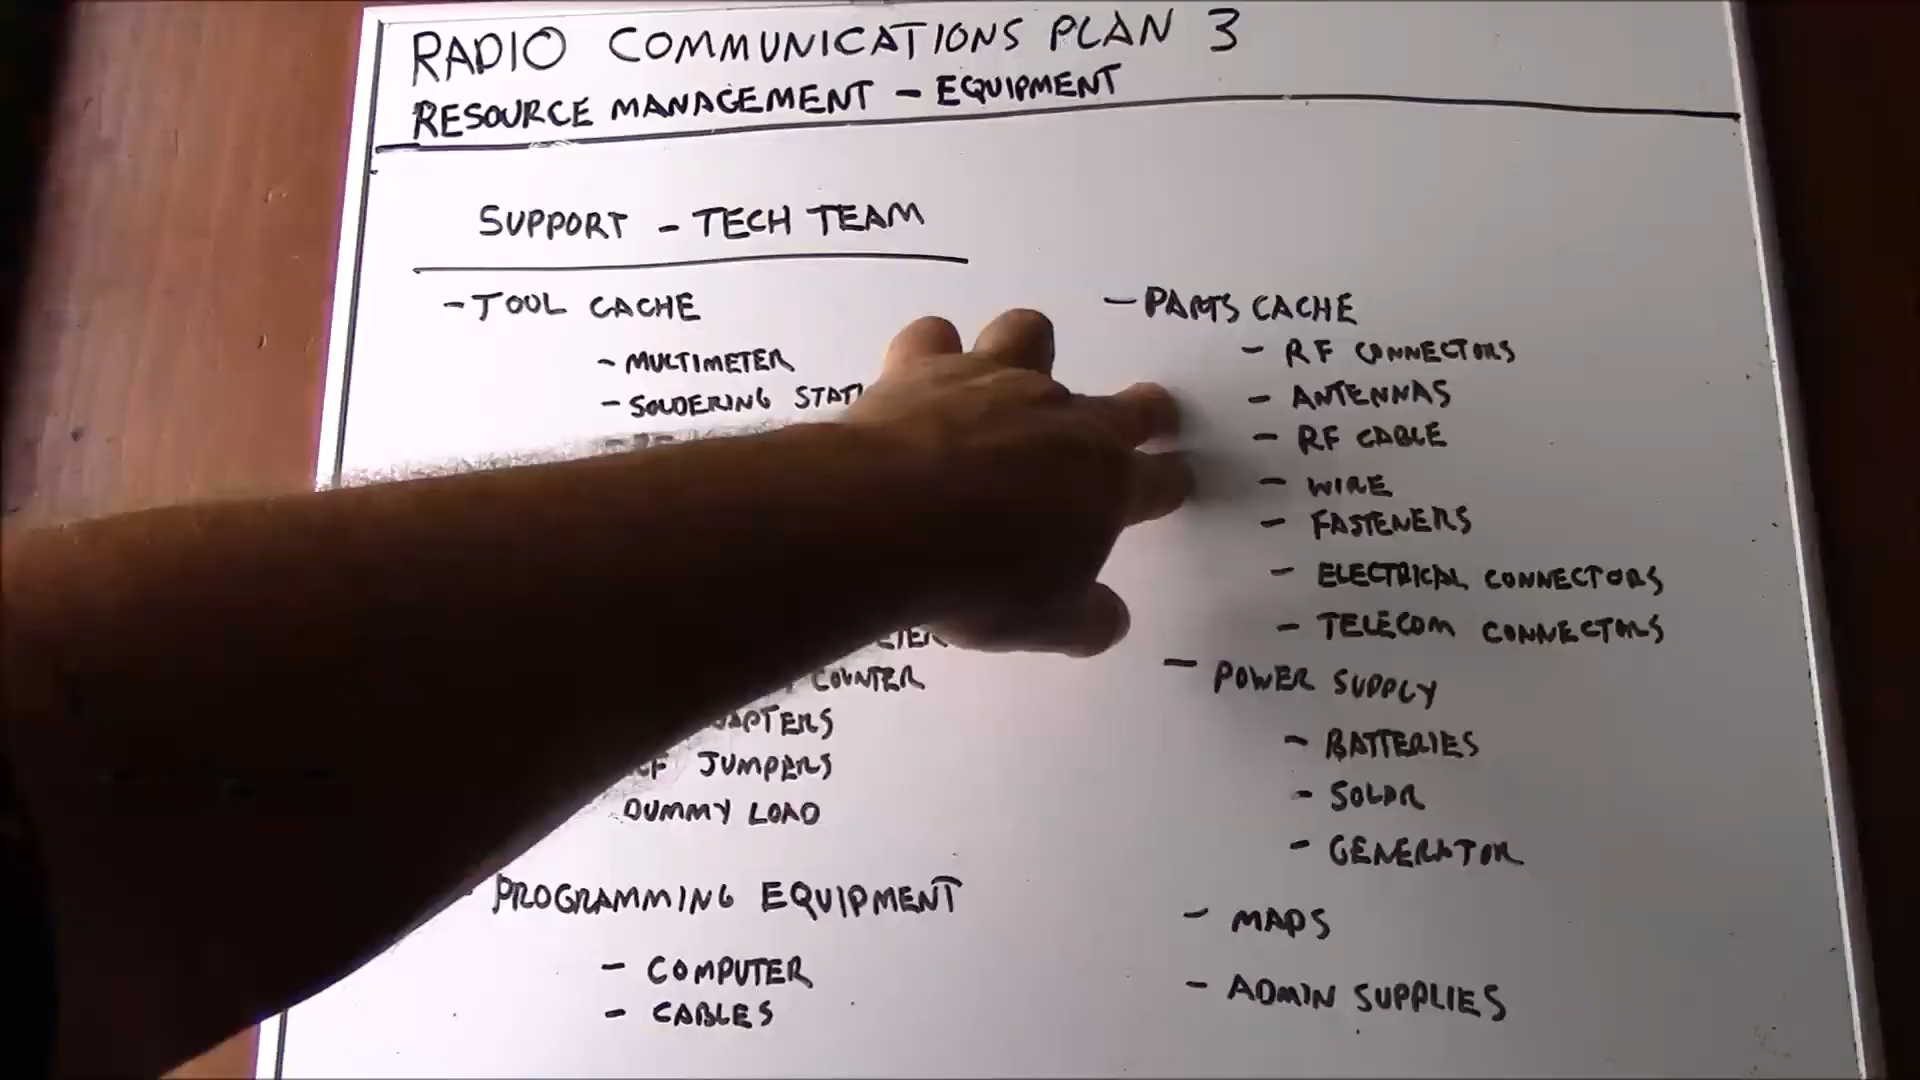 RADIO COMMUNICATIONS PLAN 3
RESOURCE MANAGEMENT - EQUIPMENT
SUPPORT - TECH TEAM
- TOOL CACHE
- MULTIMETER
- SOLDERING
COUNTER
JUMPERS
DUMMY LOAD
PROGRAMMING EQUIPMENT
- COMPUTER
- CABLES
- PARTS CACHE
- RF CONNECTORS
- ANTENNAS
- RF CABLE
- WIRE
- FASTENERS
- ELECTRICAL CONNECTORS
- TELECOM CONNECTORS
- POWER SUPPLY
- BATTERIES
- SOLAR
- GENERATOR
- MAPS
- ADMIN SUPPLIES